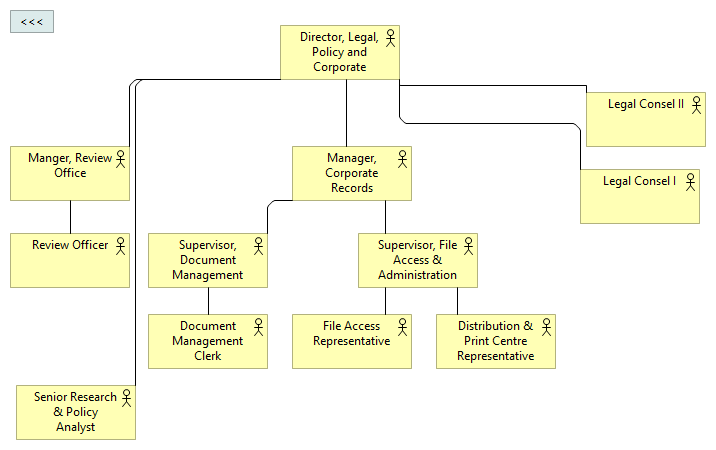 <<<
Director, Legal,
Policy and
Corporate
Legal Consel II
Manger, Review
Office
Manager,
Corporate
Records
Legal Consel I
Review Officer
Supervisor,
Document
Management
Supervisor, File
Access &
Administration
Document
Management
Clerk
File Access
Representative
Distribution &
Print Centre
Representative
Senior Research
& Policy
Analyst